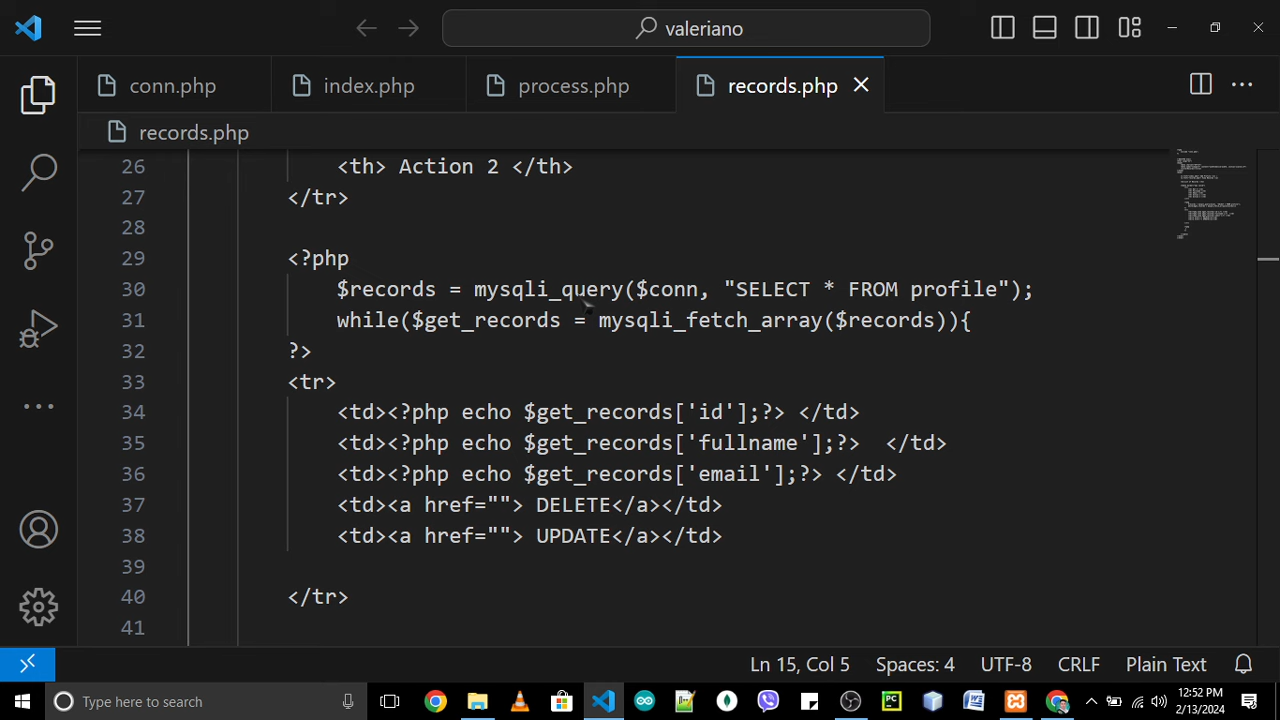 valeriano
conn.php
index.php
process.php
records.php
records.php
26 <th> Action 2 </th>
27 </tr>
28
29 <?php
30 $records = mysqli_query($conn, "SELECT * FROM profile");
31 while($get_records = mysqli_fetch_array($records)){
32 ?>
33 <tr>
34 <td><?php echo $get_records['id'];?> </td>
35 <td><?php echo $get_records['fullname'];?>  </td>
36 <td><?php echo $get_records['email'];?> </td>
37 <td><a href=""> DELETE</a></td>
38 <td><a href=""> UPDATE</a></td>
39
40 </tr>
41
Ln 15, Col 5 Spaces: 4 UTF-8 CRLF Plain Text
Type here to search
12:52 PM
2/13/2024